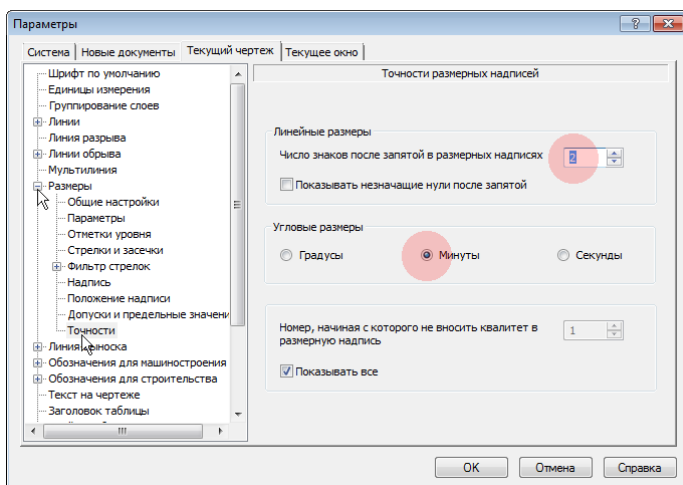 Параметры
Система Новые документы Текущий чертеж Текущее окно
Шрифт по умолчанию
Единицы измерения
Группирование слоев
Линии
Линия разрыва
Линии обрыва
Мультилиния
Размеры
Общие настройки
Параметры
Отметки уровня
Стрелки и засечки
Фильтр стрелок
Надпись
Положение надписи
Допуски и предельные значени
Точности
Линия
Обозначения для машиностроения
Обозначения для строительства
Текст на чертеже
Заголовок таблицы
Точности размерных надписей
Линейные размеры
Число знаков после запятой в размерных надписях 2
Показывать незначащие нули после запятой
Угловые размеры
Градусы Минуты Секунды
Номер, начиная с которого не вносить квалитет в
размерную надпись 1
Показывать все
OK Отмена Справка